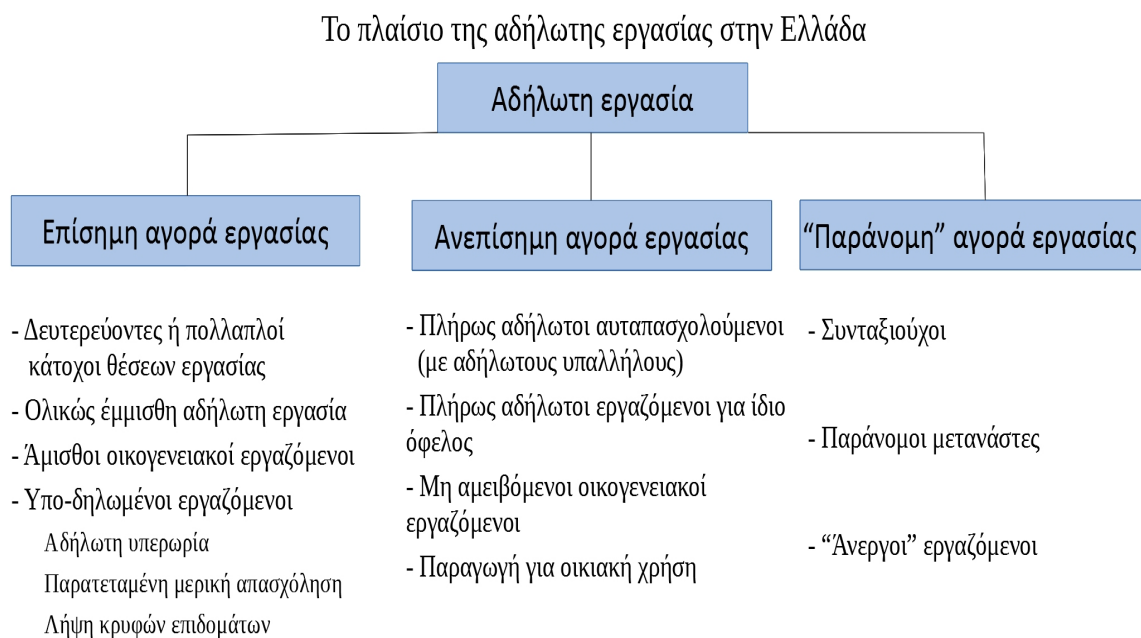 Το πλαίσιο της αδήλωτης εργασίας στην Ελλάδα
Αδήλωτη εργασία
Επίσημη αγορά εργασίας
- Δευτερεύοντες ή πολλαπλοί
κάτοχοι θέσεων εργασίας
- Ολικώς έμμισθη αδήλωτη εργασία
- Άμισθοι οικογενειακοί εργαζόμενοι
- Υπο-δηλωμένοι εργαζόμενοι
Αδήλωτη υπερωρία
Παρατεταμένη μερική απασχόληση
Λήψη κρυφών επιδομάτων
Ανεπίσημη αγορά εργασίας
- Πλήρως αδήλωτοι αυταπασχολούμενοι
(με αδήλωτους υπαλλήλους)
- Πλήρως αδήλωτοι εργαζόμενοι για ίδιο
όφελος
- Μη αμειβόμενοι οικογενειακοί
εργαζόμενοι
- Παραγωγή για οικιακή χρήση
“Παράνομη” αγορά εργασίας
- Συνταξιούχοι
- Παράνομοι μετανάστες
- “Άνεργοι” εργαζόμενοι